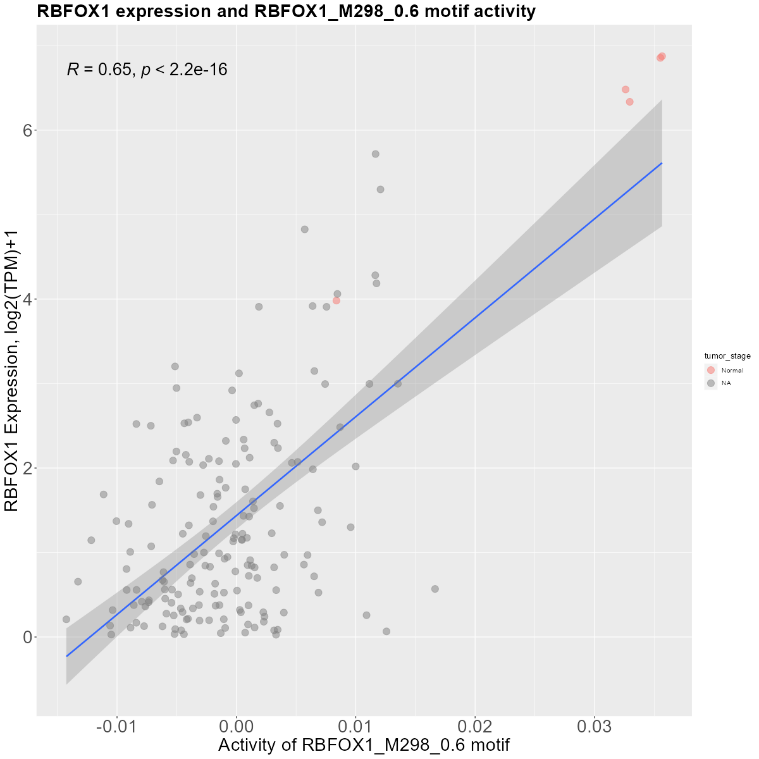 RBFOX1 expression and RBFOX1_M298_0.6 motif activity
R = 0.65, p < 2.2e-16
RBFOX1 Expression, log2(TPM)+1
6
4
2
0
-0.01
0.00
0.01
0.02
0.03
Activity of RBFOX1_M298_0.6 motif
tumor_stage
Normal
NA